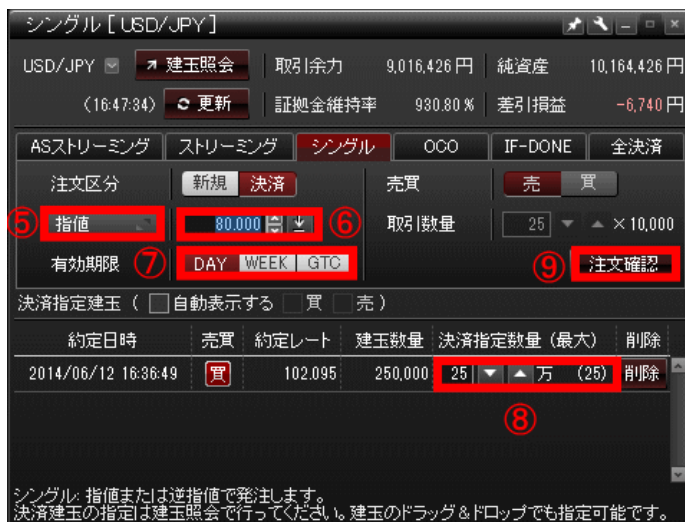 シングル [ USD/JPY]
USD/JPY 建玉照会 取引余力 9,016,426 円 純資産 10,164,426 円
(16:47:34) 更新 証拠金維持率 930.80 % 差引損益 -6,740 円
ASストリーミング ストリーミング シングル OCO IF-DONE 全決済
注文区分 新規 決済 売買 売 買
⑤ 指値 80.000 ⑥ 取引数量 25 × 10,000
有効期限 ⑦ DAY WEEK GTC ⑨ 注文確認
決済指定建玉 ( 自動表示する 買 売 )
約定日時 売買 約定レート 建玉数量 決済指定数量 (最大) 削除
2014/06/12 16:36:49 買 102.095 250,000 25 万 (25) 削除
⑧
シングル: 指値または逆指値で発注します。
決済建玉の指定は建玉照会で行ってください。建玉のドラッグ&ドロップでも指定可能です。